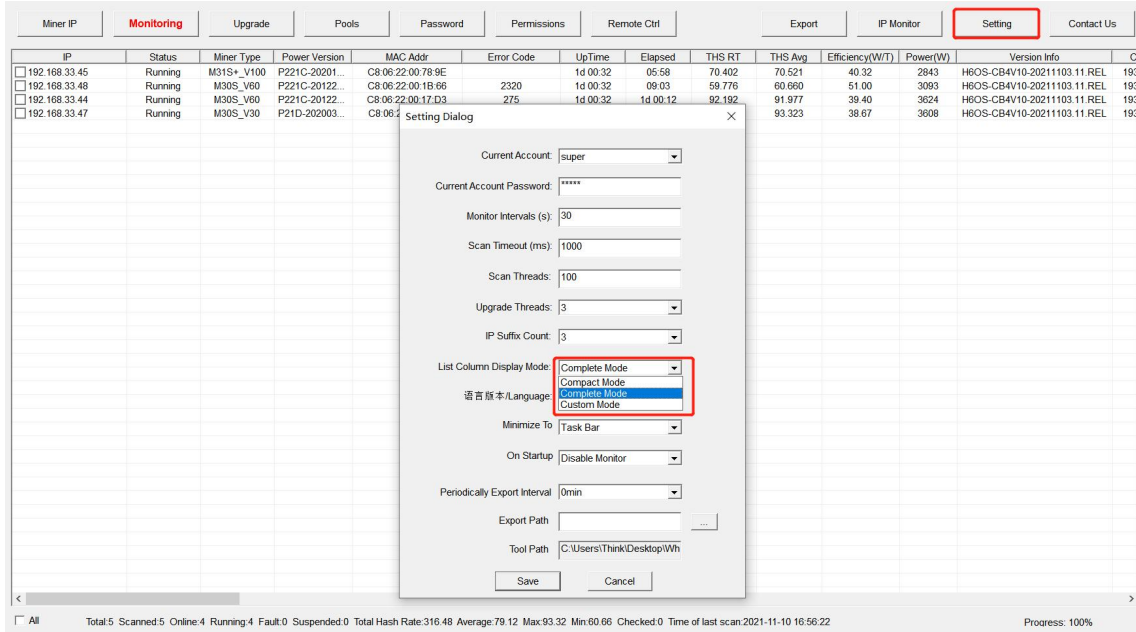 Miner IP Monitoring Upgrade Pools Password Permissions Remote Ctrl Export IP Monitor Setting Contact Us
IP Status Miner Type Power Version MAC Addr Error Code UpTime Elapsed THS RT THS Avg Efficiency(W/T) Power(W) Version Info C
192.168.33.45 Running M31S+_V100 P221C-20201... C8:06:22:00:78:9E 1d 00:32 05:58 70.402 70.521 40.32 2843 H6OS-CB4V10-20211103.11.REL 193
192.168.33.48 Running M30S_V60 P221C-20122... C8:06:22:00:1B:66 2320 1d 00:32 09:03 59.776 60.660 51.00 3093 H6OS-CB4V10-20211103.11.REL 193
192.168.33.44 Running M30S_V60 P221C-20122... C8:06:22:00:17:D3 275 1d 00:32 1d 00:12 92.192 91.977 39.40 3624 H6OS-CB4V10-20211103.11.REL 193
192.168.33.47 Running M30S_V30 P21D-202003... C8:06:2 93.323 38.67 3608 H6OS-CB4V10-20211103.11.REL 193
Setting Dialog
Current Account: super
Current Account Password: *****
Monitor Intervals (s): 30
Scan Timeout (ms): 1000
Scan Threads: 100
Upgrade Threads: 3
IP Suffix Count: 3
List Column Display Mode: Complete Mode
Compact Mode
语言版本/Language: Complete Mode
Custom Mode
Minimize To Task Bar
On Startup Disable Monitor
Periodically Export Interval 0min
Export Path ...
Tool Path C:\Users\Think\Desktop\Wh
Save Cancel
All Total:5 Scanned:5 Online:4 Running:4 Fault:0 Suspended:0 Total Hash Rate:316.48 Average:79.12 Max:93.32 Min:60.66 Checked:0 Time of last scan:2021-11-10 16:56:22 Progress: 100%